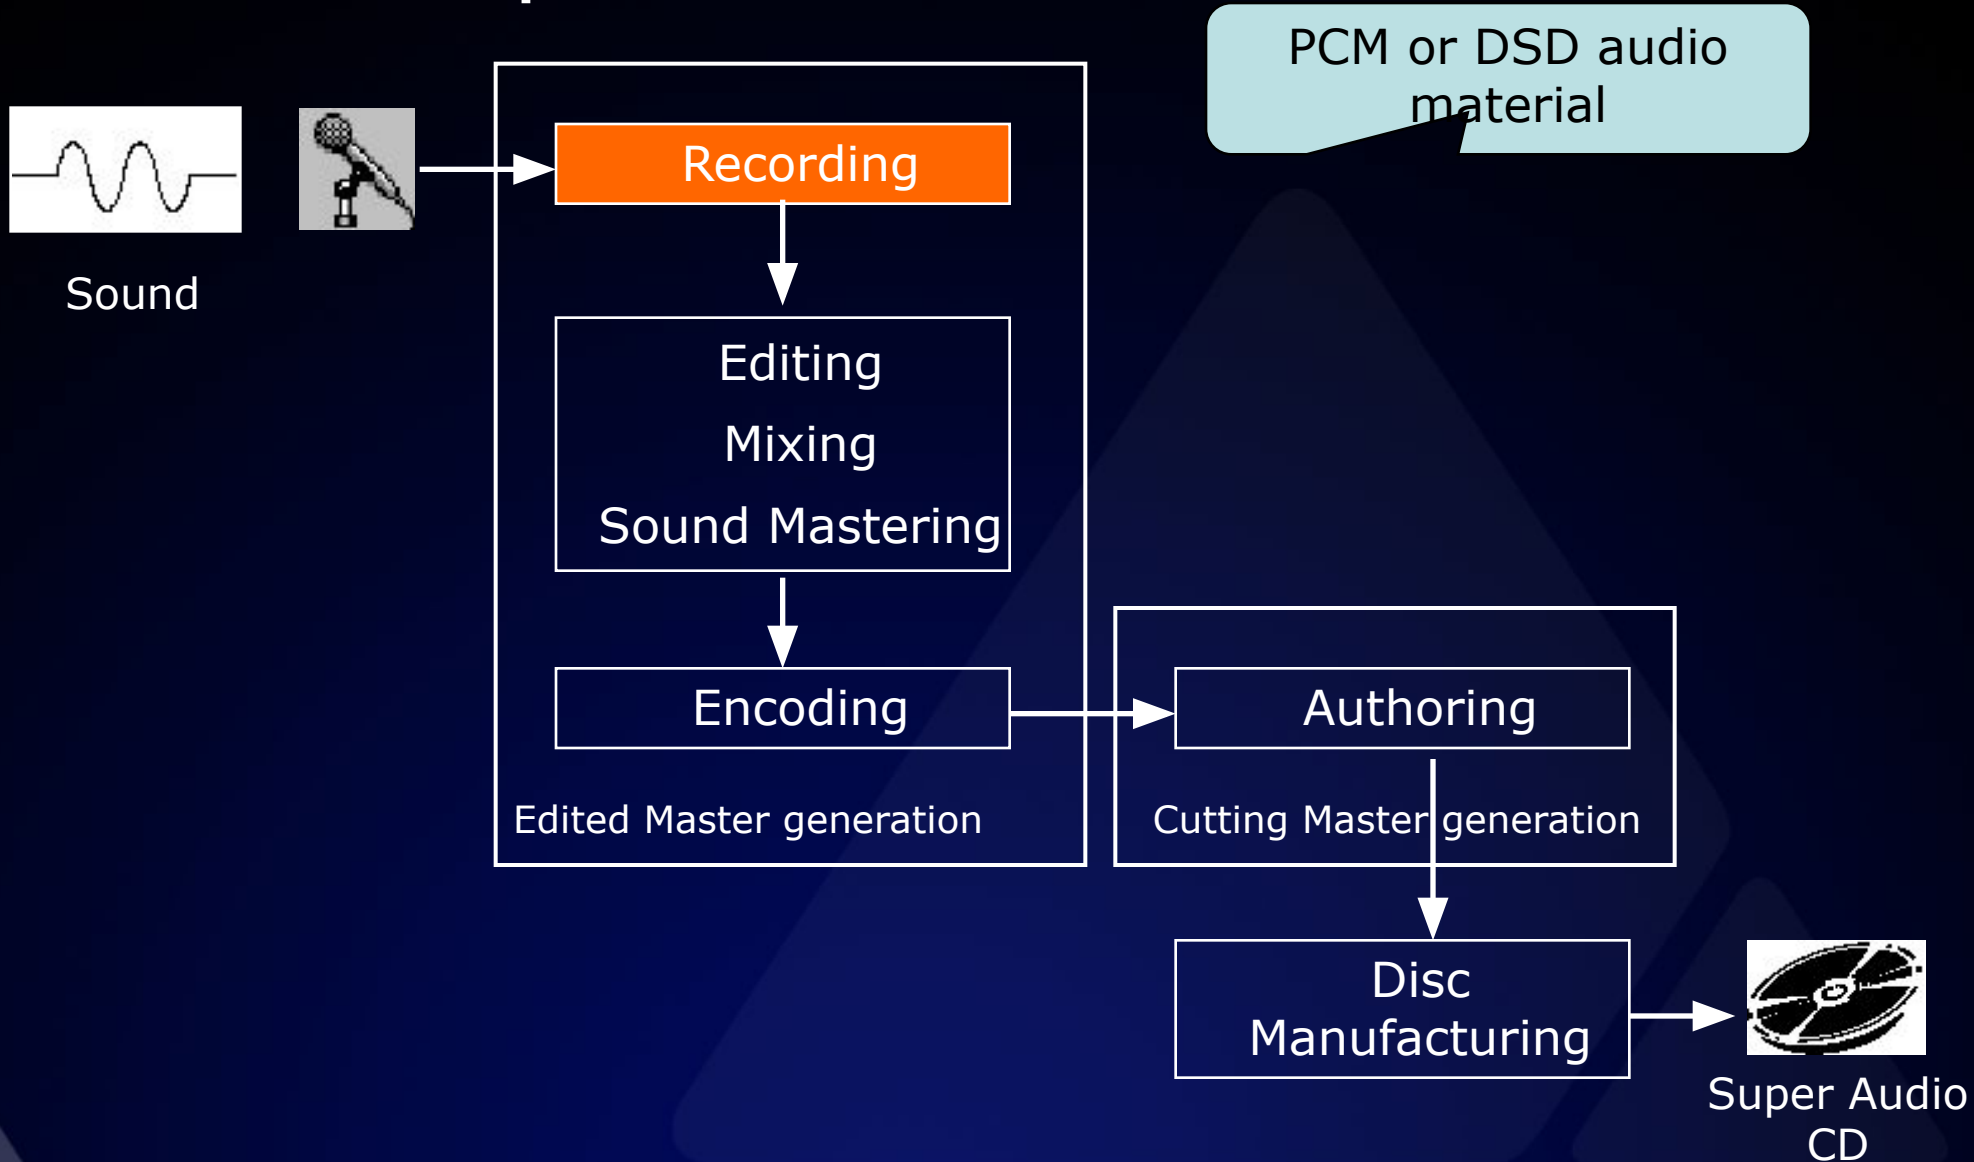 PCM or DSD audio
material
Recording
Sound
Editing
Mixing
Sound Mastering
Encoding
Authoring
Edited Master generation
Cutting Master generation
Disc
Manufacturing
Super Audio
CD